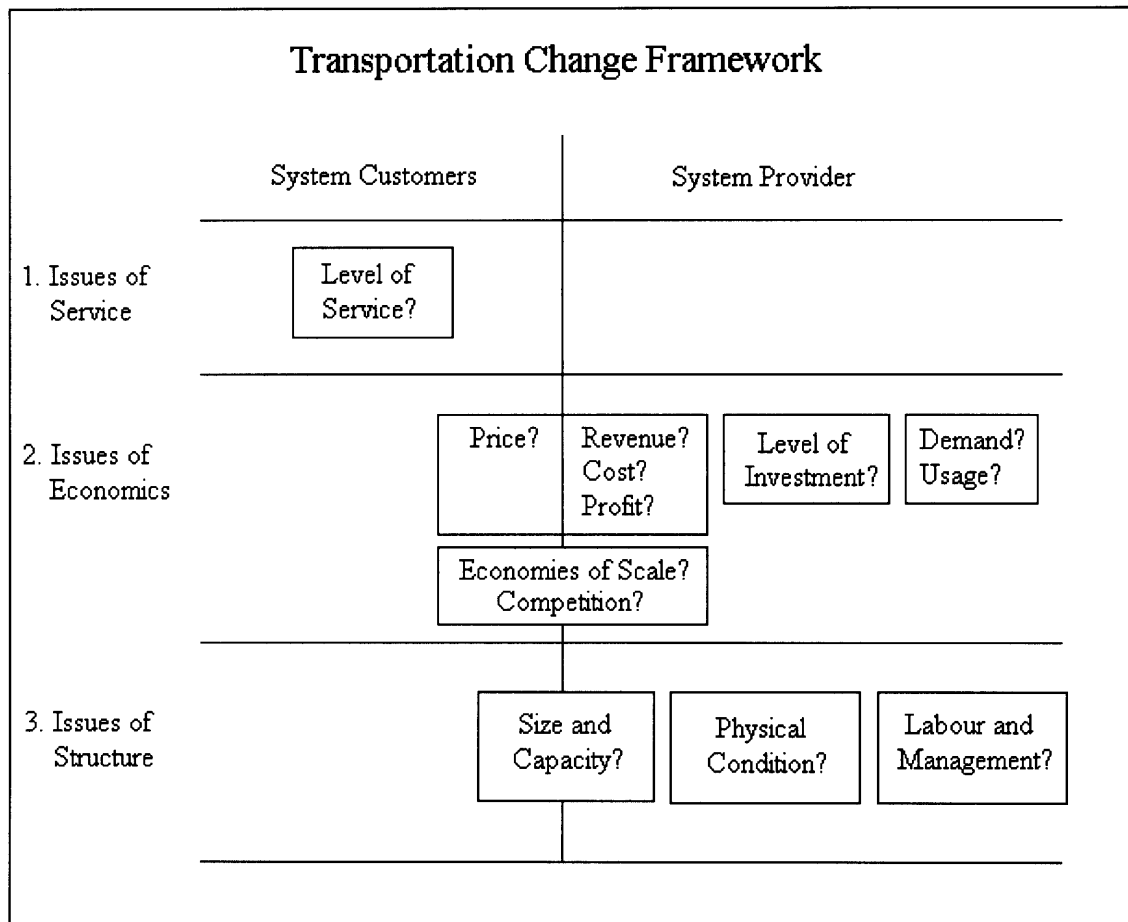 Transportation Change Framework
System Customers
System Provider
1. Issues of
Service
Level of
Service?
2. Issues of
Economics
Price?
Revenue?
Cost?
Profit?
Level of
Investment?
Demand?
Usage?
Economies of Scale?
Competition?
3. Issues of
Structure
Size and
Capacity?
Physical
Condition?
Labour and
Management?